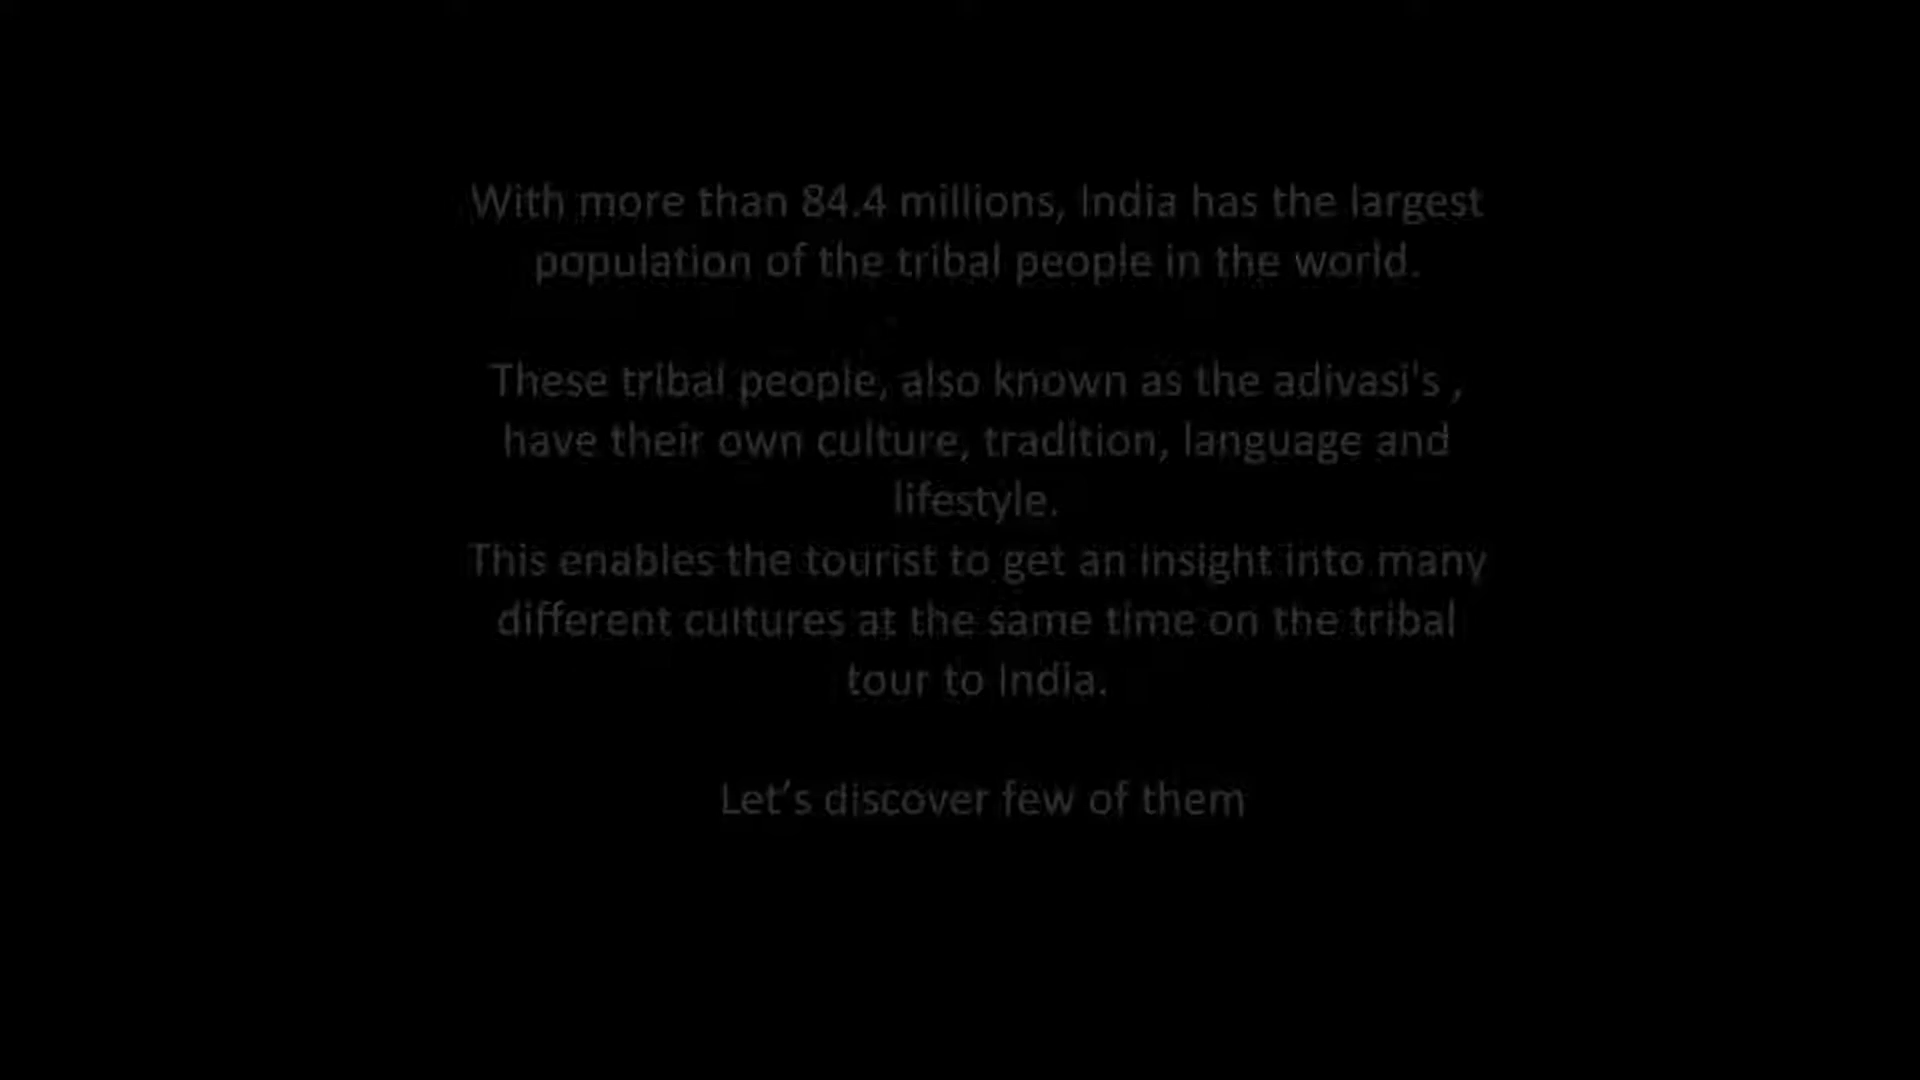 With more than 84.4 millions, India has the largest
population of the tribal people in the world.
These tribal people, also known as the adivasi's ,
have their own culture, tradition, language and
lifestyle.
This enables the tourist to get an insight into many
different cultures at the same time on the tribal
tour to India.
Let’s discover few of them